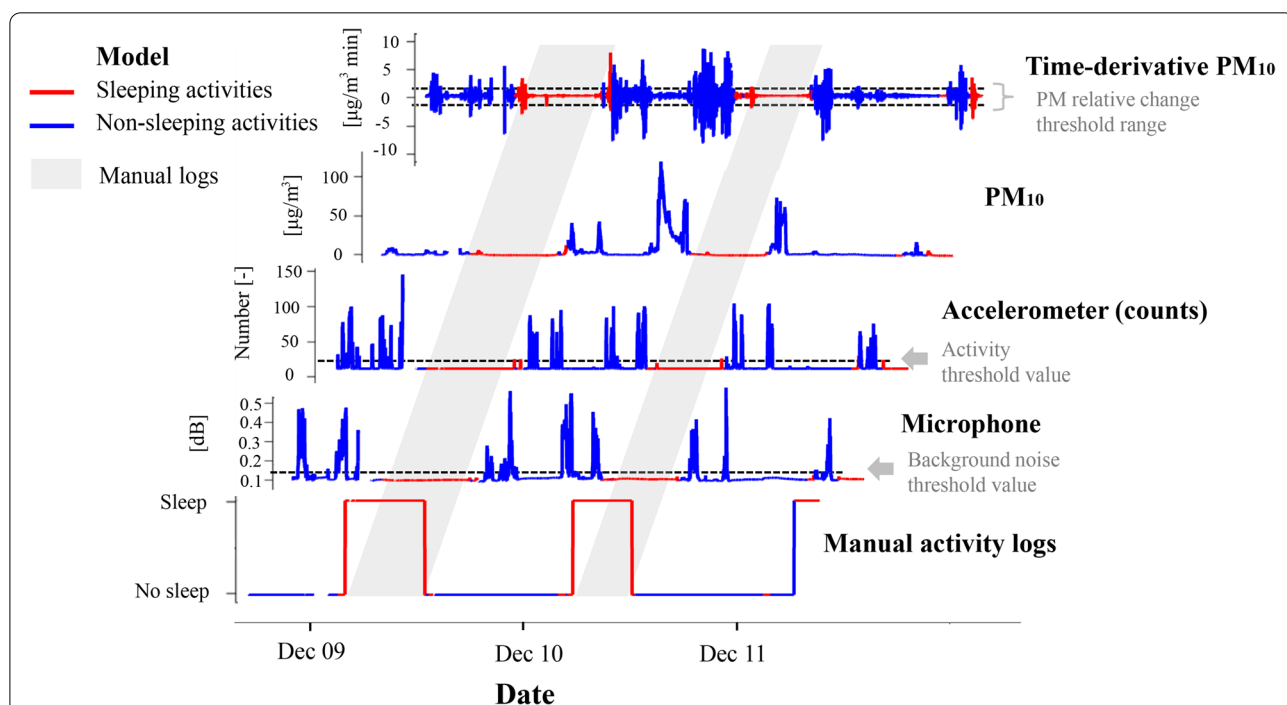 Model
Sleeping activities
Non-sleeping activities
Manual logs
[µg/m³ min]
10
5
0
-5
-10
Time-derivative PM₁₀
PM relative change
threshold range
[µg/m³]
100
50
0
PM₁₀
Number [-]
150
100
50
0
Accelerometer (counts)
Activity
threshold value
[dB]
0.5
0.4
0.3
0.2
0.1
Microphone
Background noise
threshold value
Sleep
No sleep
Manual activity logs
Dec 09
Dec 10
Dec 11
Date